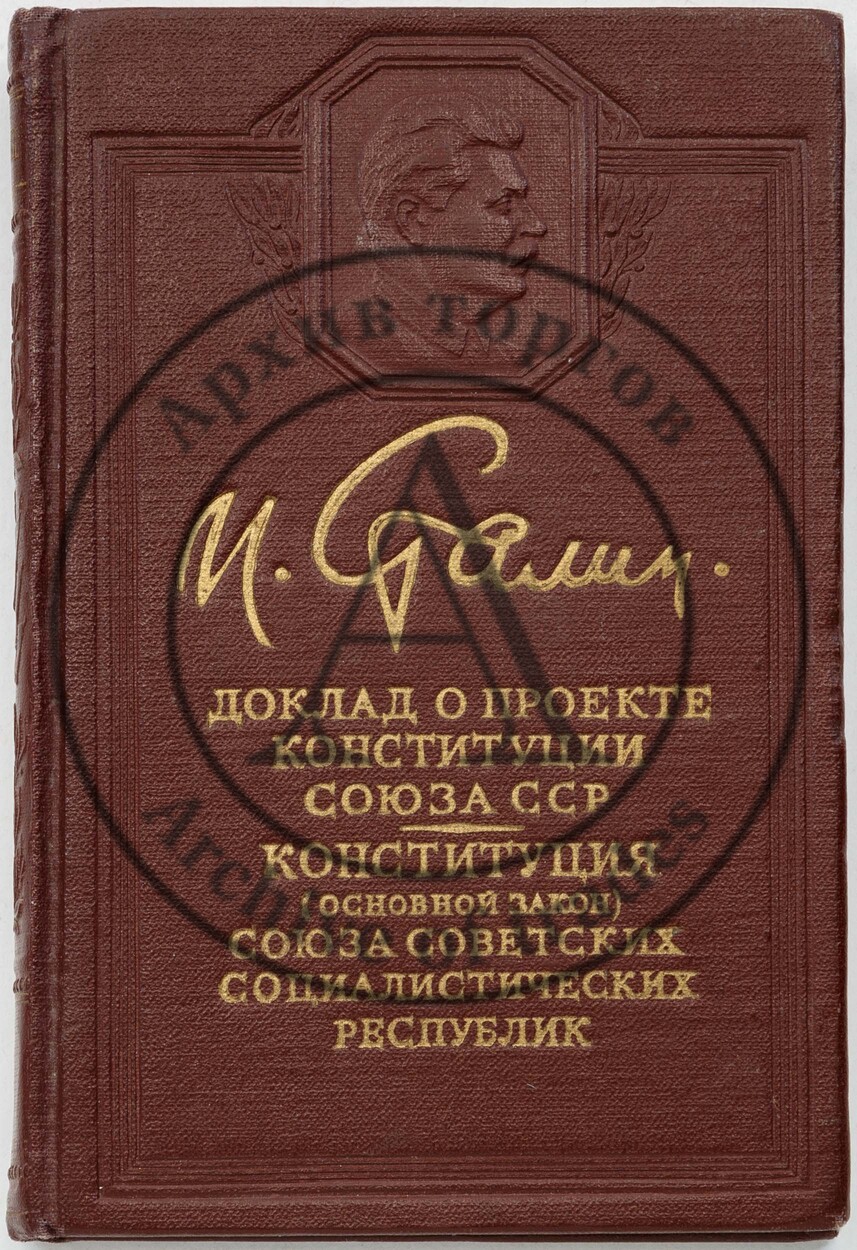 И. Сталин.
ДОКЛАД О ПРОЕКТЕ
КОНСТИТУЦИИ
СОЮЗА ССР
КОНСТИТУЦИЯ
(ОСНОВНОЙ ЗАКОН)
СОЮЗА СОВЕТСКИХ
СОЦИАЛИСТИЧЕСКИХ
РЕСПУБЛИК
Архив торгов
А